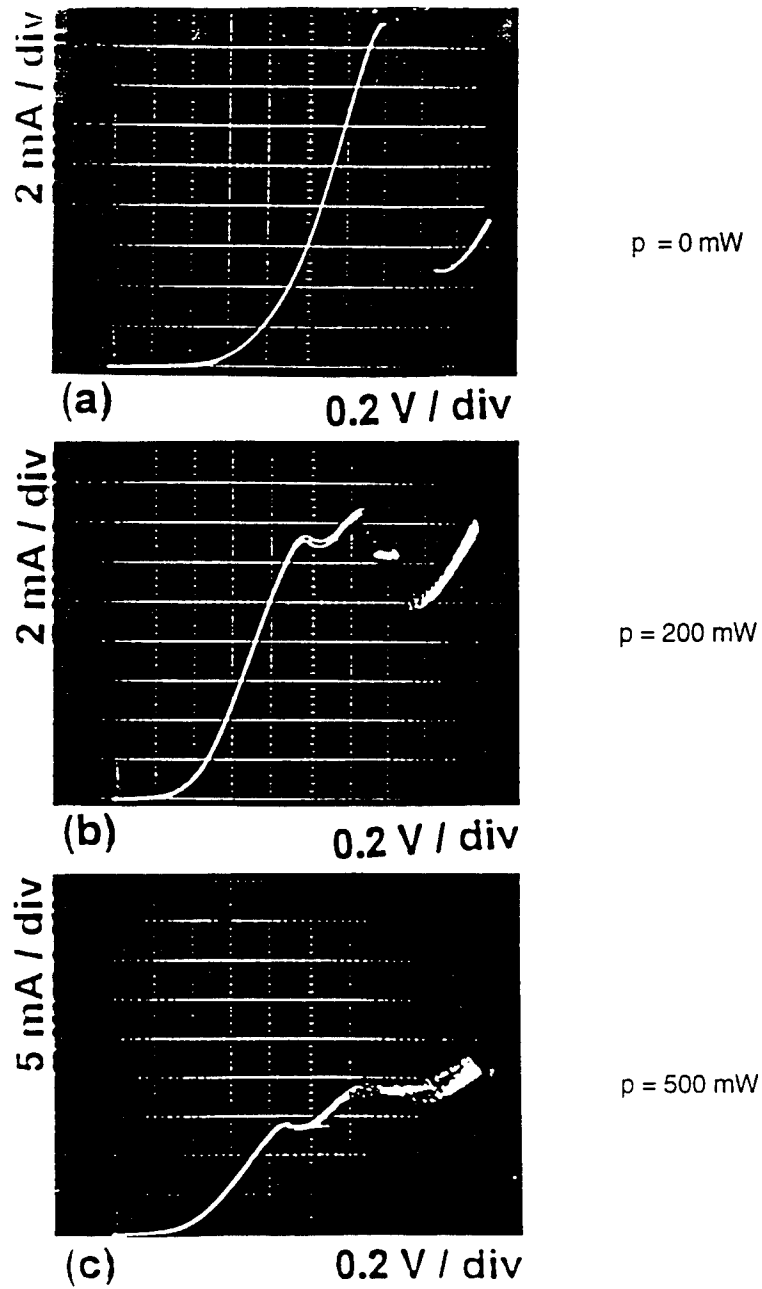 2 mA / div
p = 0 mW
(a)
0.2 V / div
2 mA / div
p = 200 mW
(b)
0.2 V / div
5 mA / div
p = 500 mW
(c)
0.2 V / div